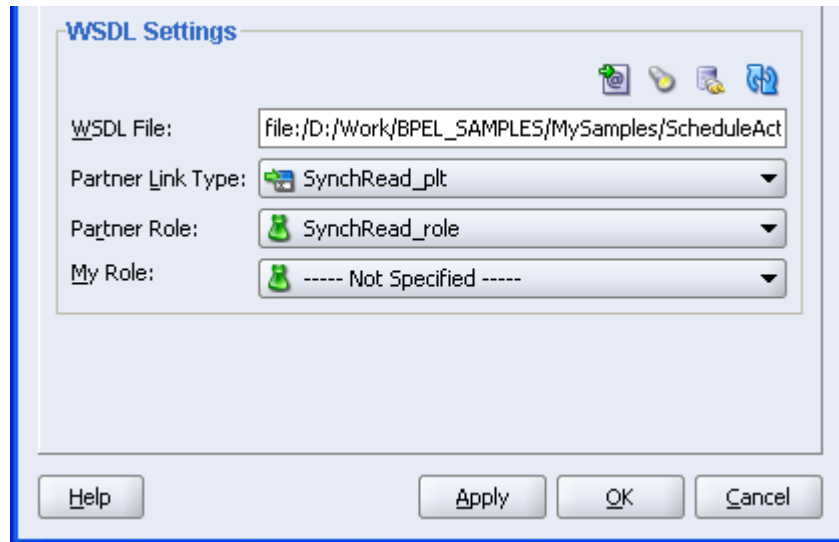 WSDL Settings
WSDL File: file:/D:/Work/BPEL_SAMPLES/MySamples/ScheduleAct
Partner Link Type: SynchRead_plt
Partner Role: SynchRead_role
My Role: ----- Not Specified -----
Help Apply OK Cancel